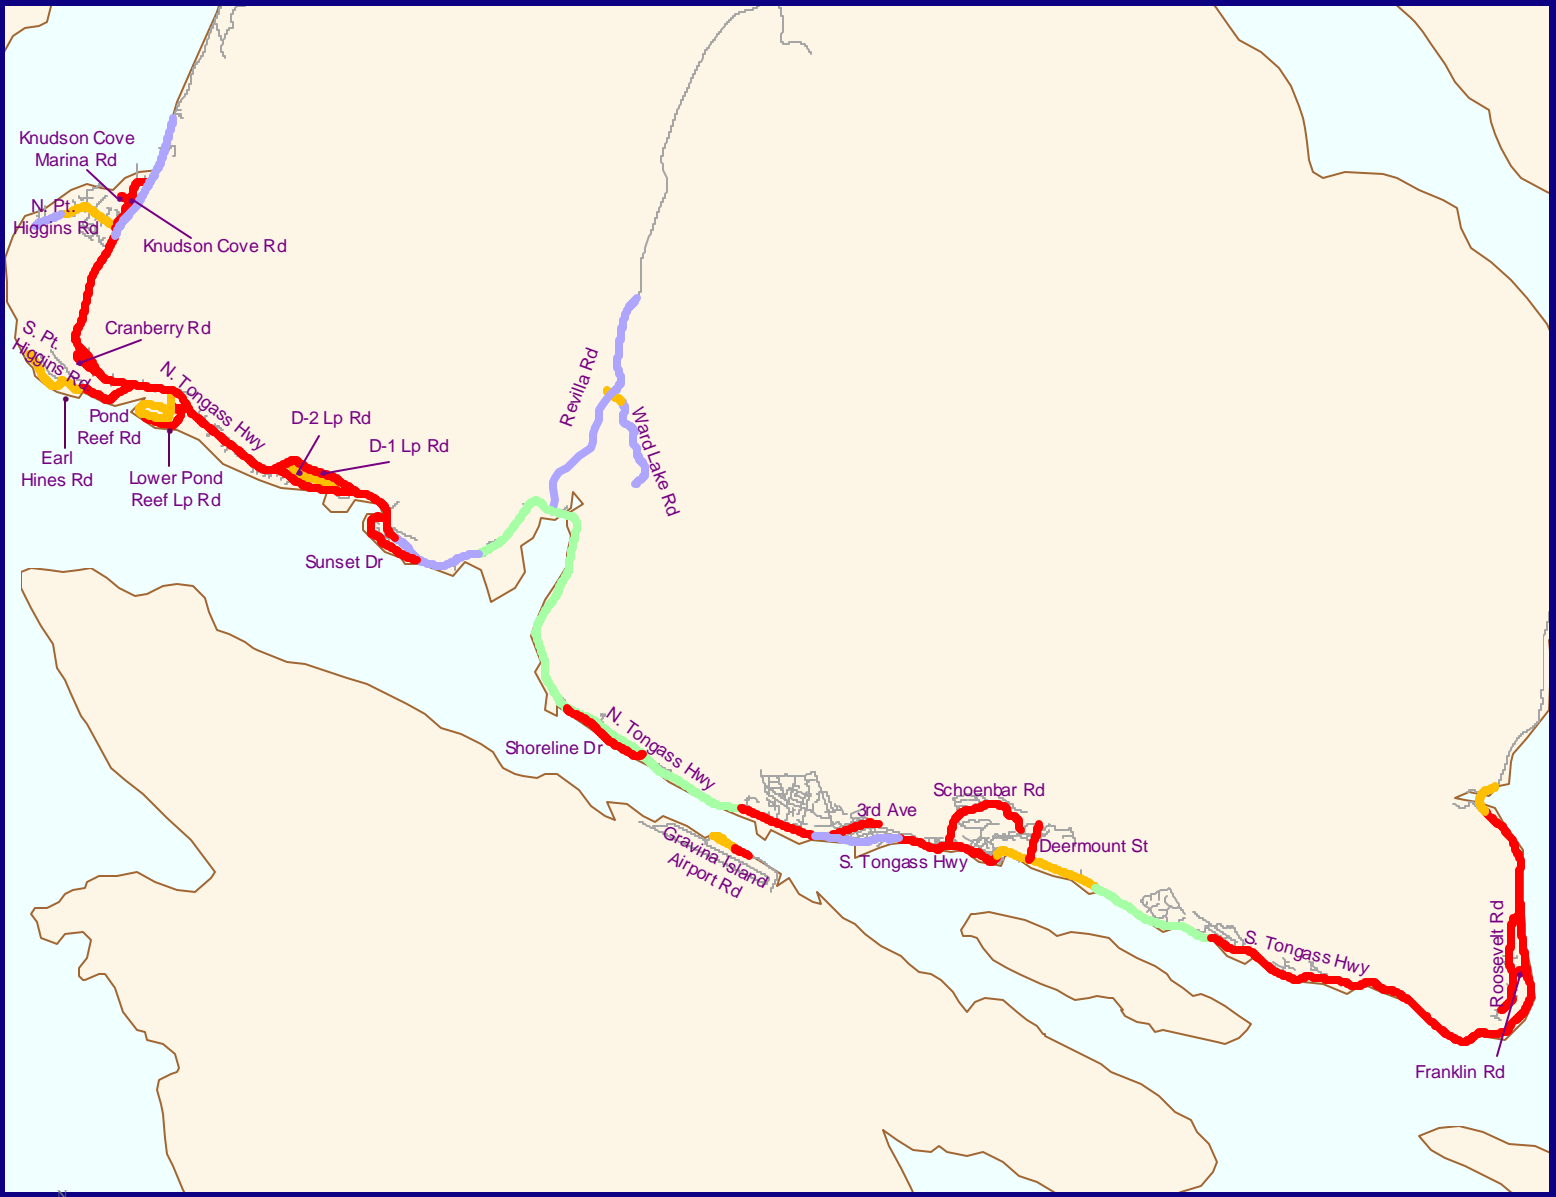 Knudson Cove
Marina Rd
N. Pt.
Higgins Rd
Knudson Cove Rd
Cranberry Rd
S. Pt.
Higgins Rd
N. Tongass Hwy
Revilla Rd
Ward Lake Rd
Pond
Reef Rd
D-2 Lp Rd
D-1 Lp Rd
Earl
Hines Rd
Lower Pond
Reef Lp Rd
Sunset Dr
Shoreline Dr
N. Tongass Hwy
Schoenbar Rd
3rd Ave
Deermount St
S. Tongass Hwy
Gravina Island
Airport Rd
S. Tongass Hwy
Roosevelt Rd
Franklin Rd